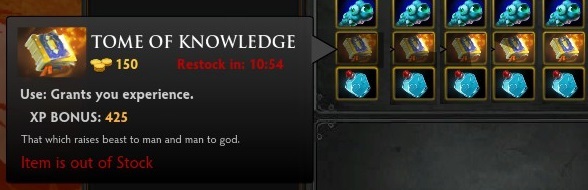 TOME OF KNOWLEDGE
150 Restock in: 10:54
Use: Grants you experience.
XP BONUS: 425
That which raises beast to man and man to god.
Item is out of Stock